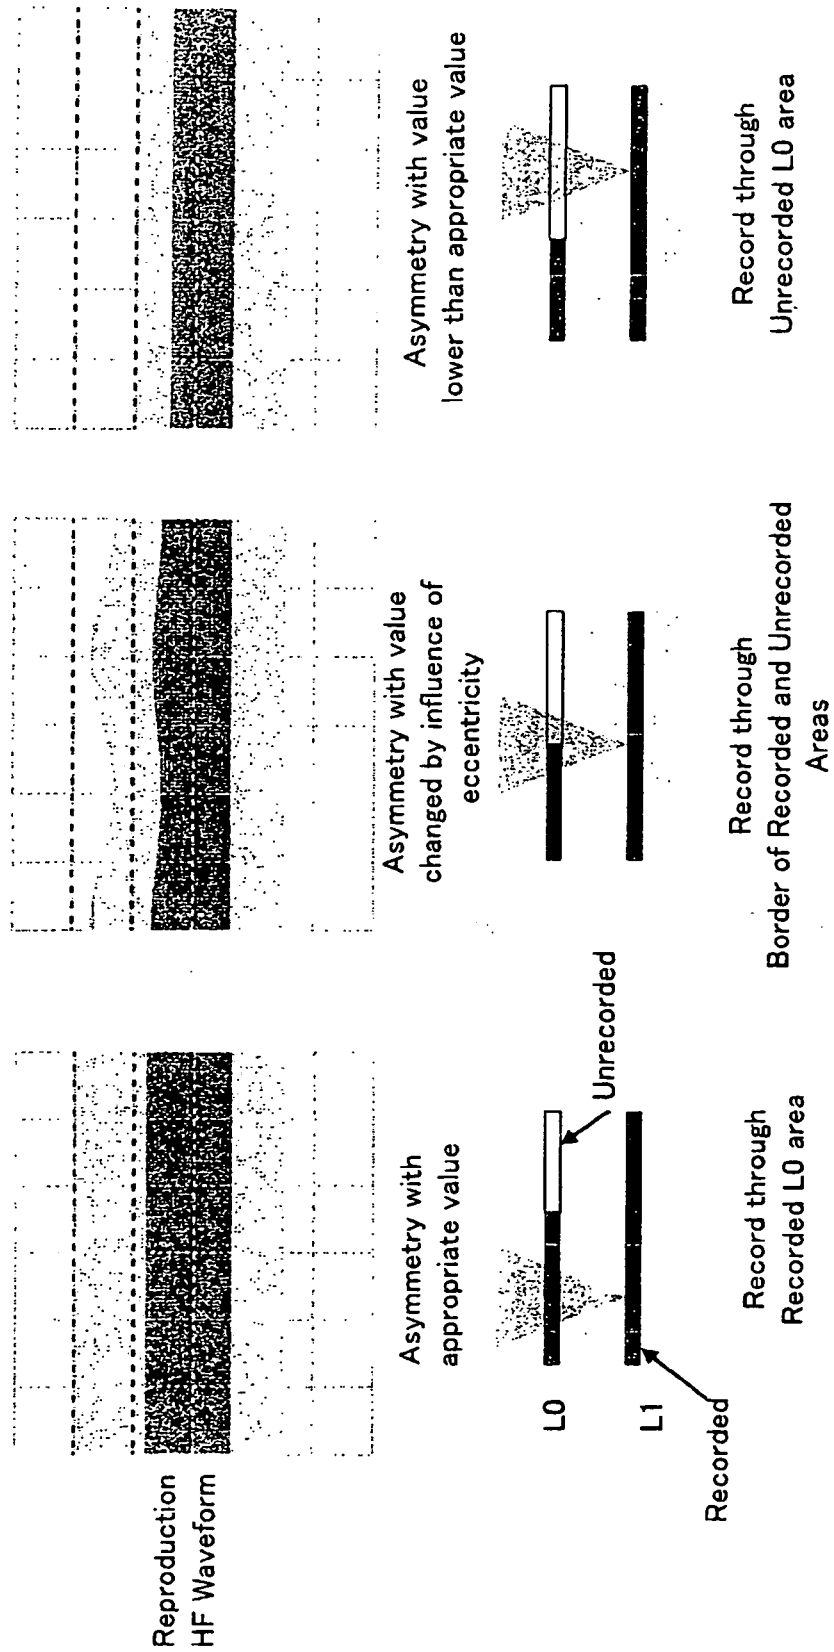 Reproduction
HF Waveform
Asymmetry with
appropriate value
Asymmetry with value
changed by influence of
eccentricity
Asymmetry with value
lower than appropriate value
L0
L1
Recorded
Unrecorded
Record through
Recorded L0 area
Record through
Border of Recorded and Unrecorded
Areas
Record through
Unrecorded L0 area